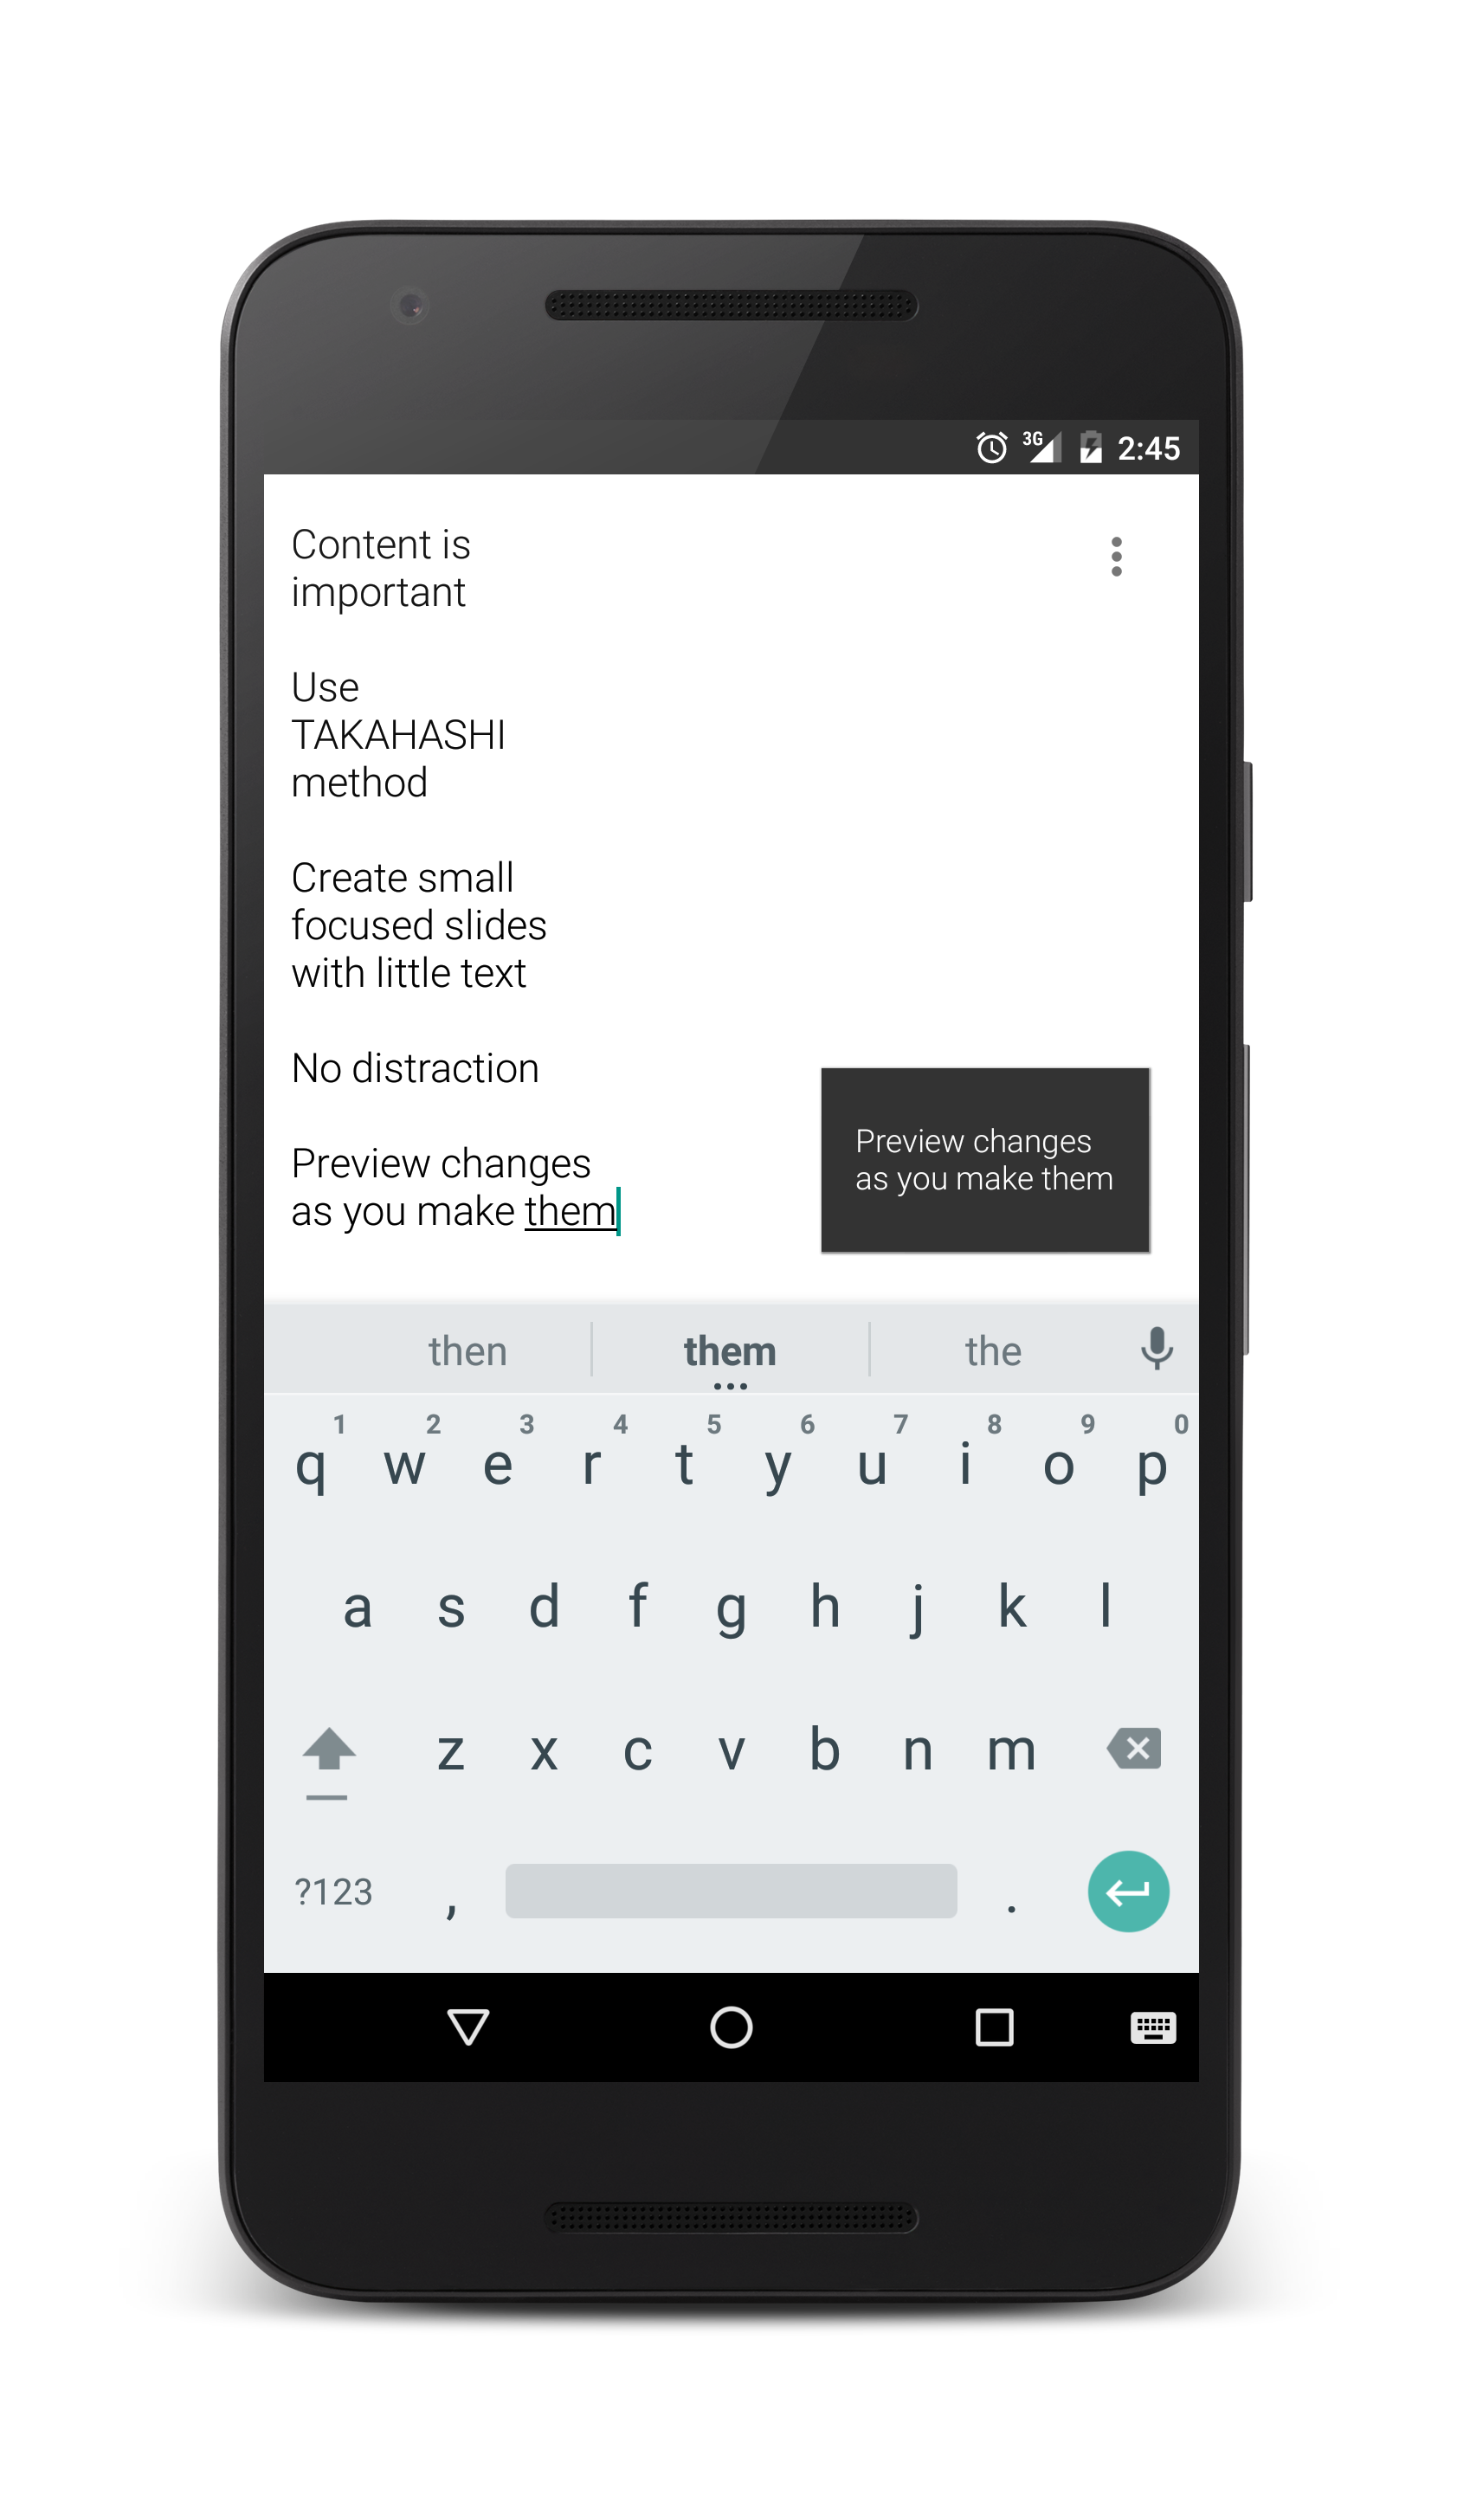 3G 2:45
Content is
important
Use
TAKAHASHI
method
Create small
focused slides
with little text
No distraction
Preview changes
as you make them
Preview changes
as you make them
then them the
1 2 3 4 5 6 7 8 9 0
q w e r t y u i o p
a s d f g h j k l
z x c v b n m
?123 , .